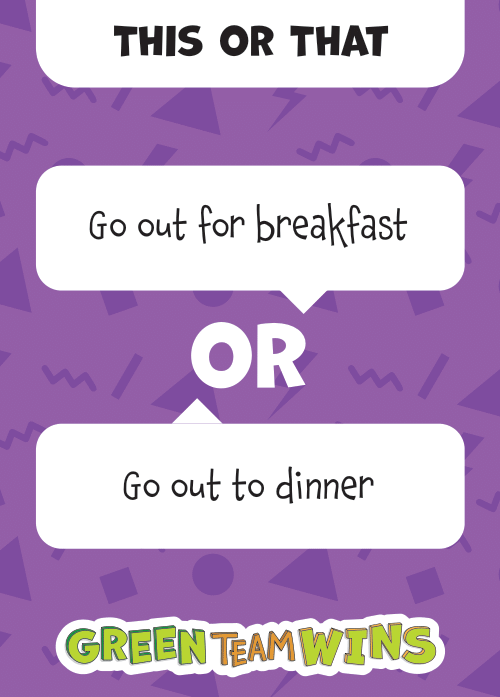 THIS OR THAT
Go out for breakfast
OR
Go out to dinner
GREEN TEAM WINS